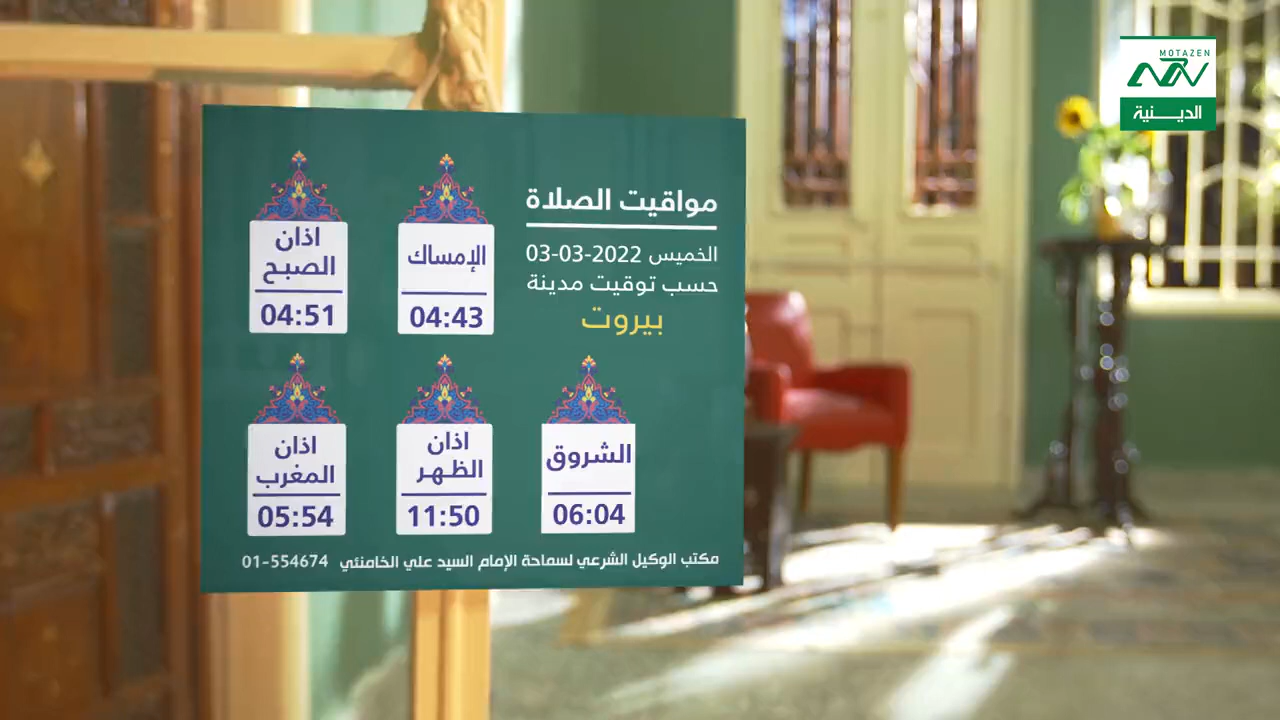 MOTAZEN
الدينية
مواقيت الصلاة
الخميس 2022-03-03
حسب توقيت مدينة
بيروت
الإمساك
04:43
اذان
الصبح
04:51
الشروق
06:04
اذان
الظهر
11:50
اذان
المغرب
05:54
مكتب الوكيل الشرعي لسماحة الإمام السيد علي الخامنئي 01-554674